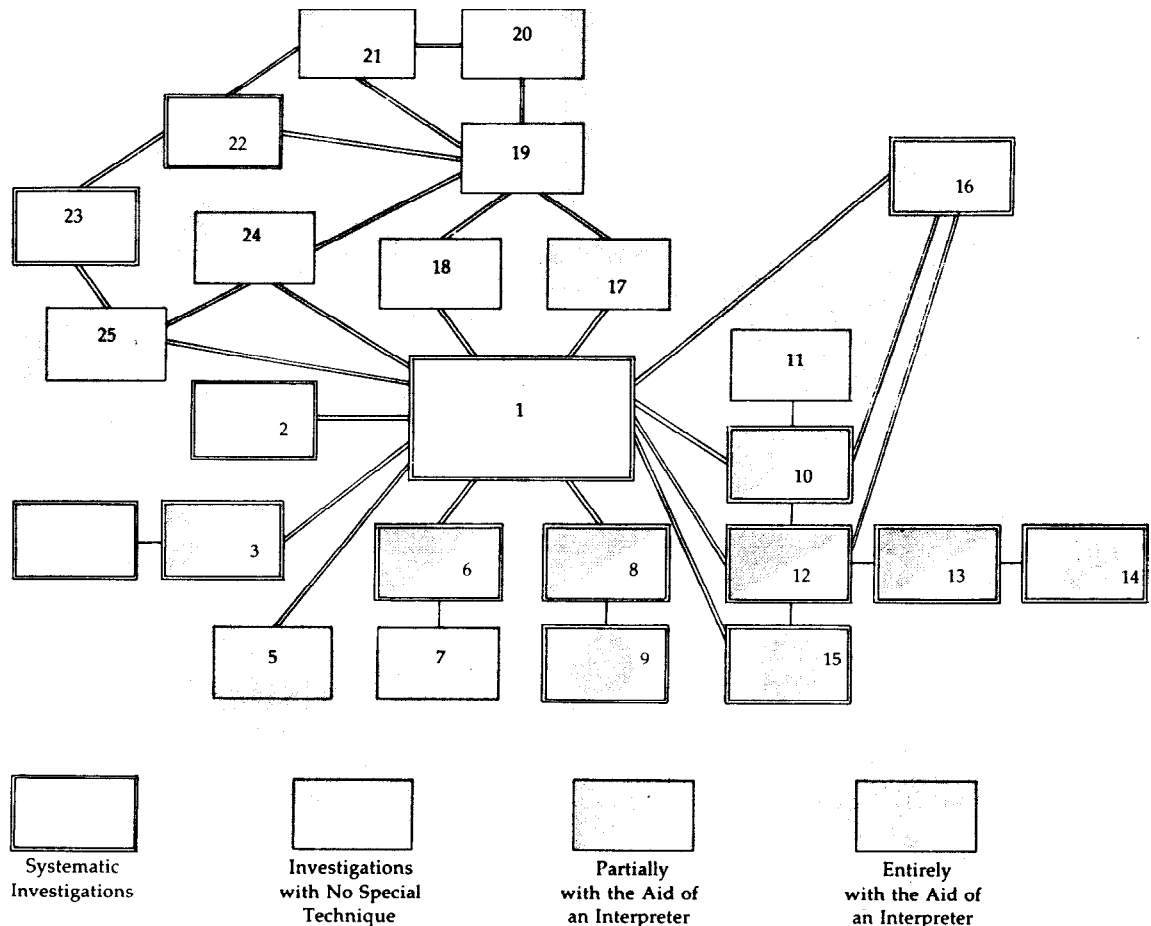 20
21
22
19
16
23
24
18
17
25
11
1
2
10
3
6
8
12
13
14
5
7
9
15
Systematic
Investigations
Investigations
with No Special
Technique
Partially
with the Aid of
an Interpreter
Entirely
with the Aid of
an Interpreter